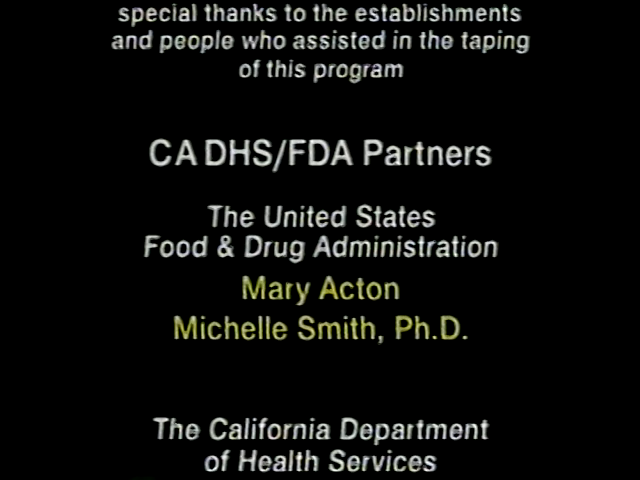 special thanks to the establishments
and people who assisted in the taping
of this program
CA DHS/FDA Partners
The United States
Food & Drug Administration
Mary Acton
Michelle Smith, Ph.D.
The California Department
of Health Services